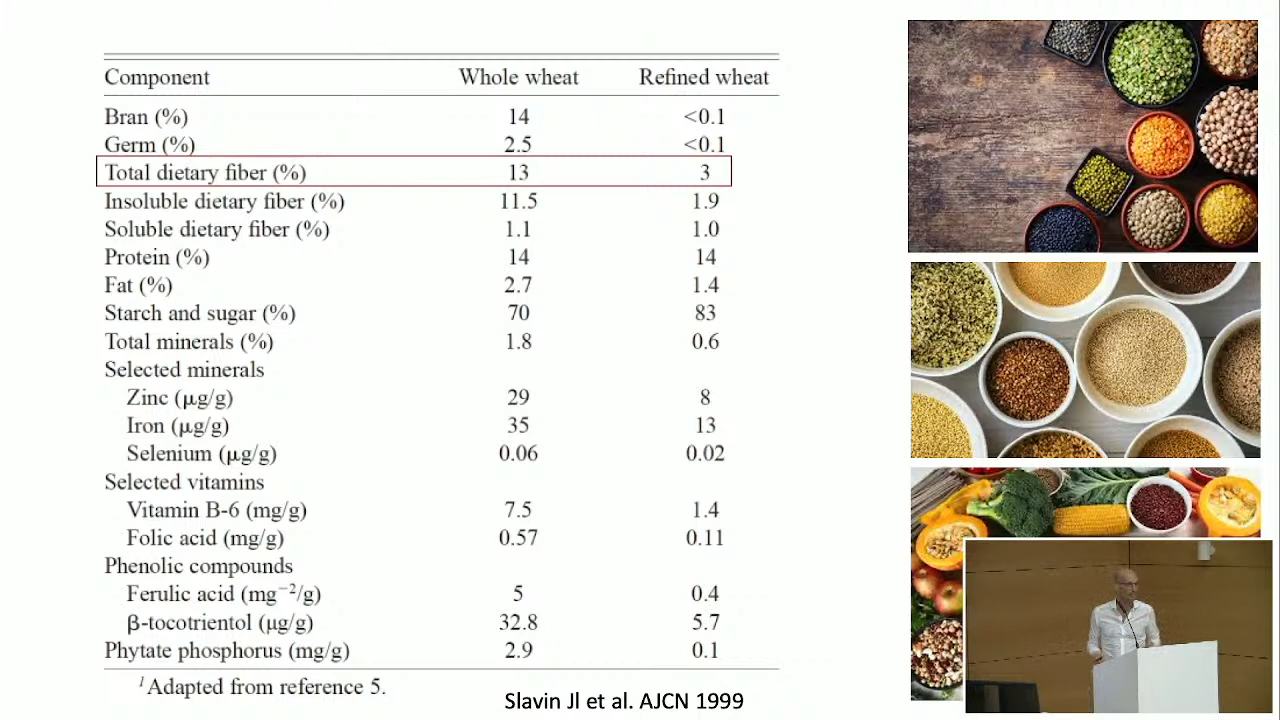 Component Whole wheat Refined wheat
Bran (%) 14 <0.1
Germ (%) 2.5 <0.1
Total dietary fiber (%) 13 3
Insoluble dietary fiber (%) 11.5 1.9
Soluble dietary fiber (%) 1.1 1.0
Protein (%) 14 14
Fat (%) 2.7 1.4
Starch and sugar (%) 70 83
Total minerals (%) 1.8 0.6
Selected minerals
Zinc (μg/g) 29 8
Iron (μg/g) 35 13
Selenium (μg/g) 0.06 0.02
Selected vitamins
Vitamin B-6 (mg/g) 7.5 1.4
Folic acid (mg/g) 0.57 0.11
Phenolic compounds
Ferulic acid (mg⁻²/g) 5 0.4
β-tocotrientol (μg/g) 32.8 5.7
Phytate phosphorus (mg/g) 2.9 0.1
¹Adapted from reference 5.
Slavin Jl et al. AJCN 1999